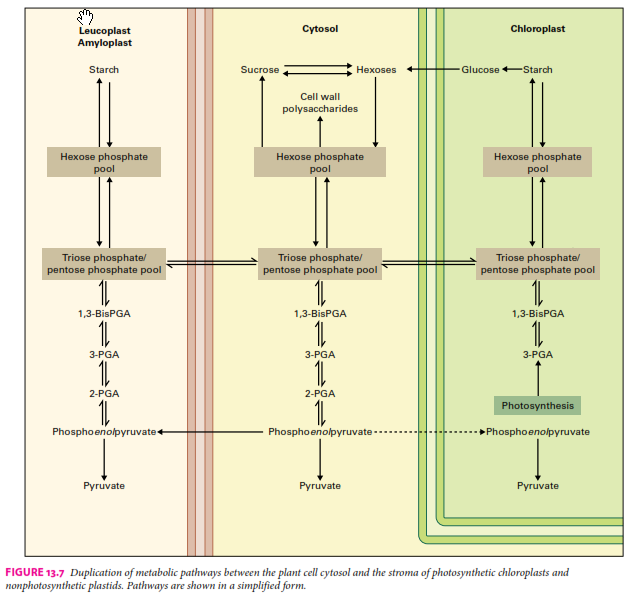 Leucoplast
Amyloplast
Starch
Hexose phosphate
pool
Triose phosphate/
pentose phosphate pool
1,3-BisPGA
3-PGA
2-PGA
Phosphoenolpyruvate
Pyruvate
Cytosol
Sucrose
Hexoses
Cell wall
polysaccharides
Hexose phosphate
pool
Triose phosphate/
pentose phosphate pool
1,3-BisPGA
3-PGA
2-PGA
Phosphoenolpyruvate
Pyruvate
Chloroplast
Glucose
Starch
Hexose phosphate
pool
Triose phosphate/
pentose phosphate pool
1,3-BisPGA
3-PGA
Photosynthesis
Phosphoenolpyruvate
Pyruvate
FIGURE 13.7 Duplication of metabolic pathways between the plant cell cytosol and the stroma of photosynthetic chloroplasts and
nonphotosynthetic plastids. Pathways are shown in a simplified form.